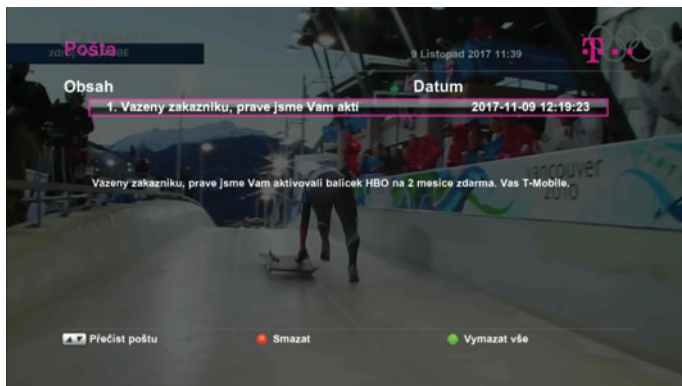 Pošta
9 Listopad 2017 11:39
T
Obsah
Datum
1. Vazeny zakazniku, prave jsme Vam akti
2017-11-09 12:19:23
vancouver
2010
Vazeny zakazniku, prave jsme Vam aktivovali balicek HBO na 2 mesice zdarma. Vas T-Mobile.
Přečíst poštu
Smazat
Vymazat vše